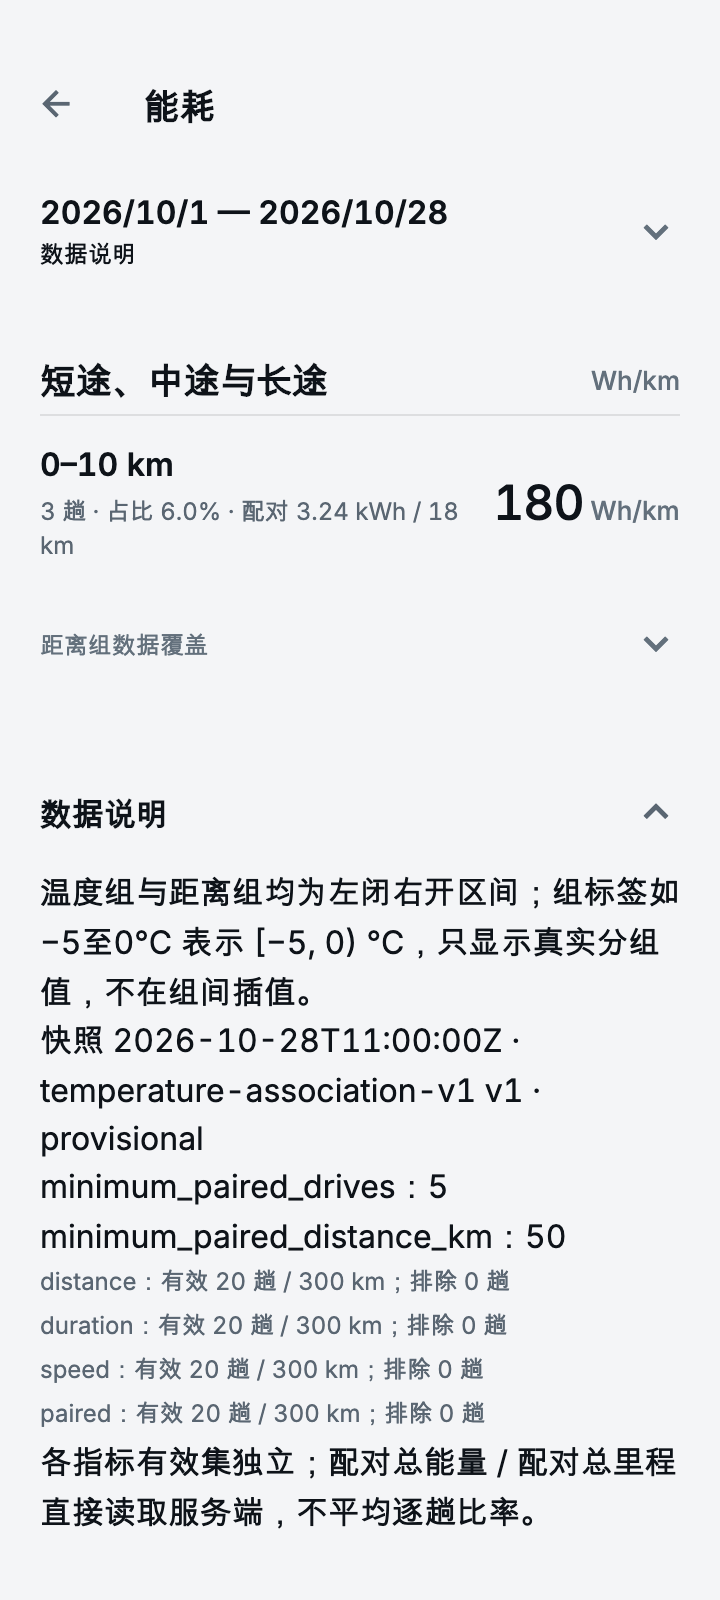 能耗
2026/10/1 — 2026/10/28
数据说明
短途、中途与长途 Wh/km
0–10 km
3 趟 · 占比 6.0% · 配对 3.24 kWh / 18 km
180 Wh/km
距离组数据覆盖
数据说明
温度组与距离组均为左闭右开区间；组标签如
−5至0°C 表示 [−5, 0) °C，只显示真实分组
值，不在组间插值。
快照 2026-10-28T11:00:00Z ·
temperature-association-v1 v1 ·
provisional
minimum_paired_drives：5
minimum_paired_distance_km：50
distance：有效 20 趟 / 300 km；排除 0 趟
duration：有效 20 趟 / 300 km；排除 0 趟
speed：有效 20 趟 / 300 km；排除 0 趟
paired：有效 20 趟 / 300 km；排除 0 趟
各指标有效集独立；配对总能量 / 配对总里程
直接读取服务端，不平均逐趟比率。